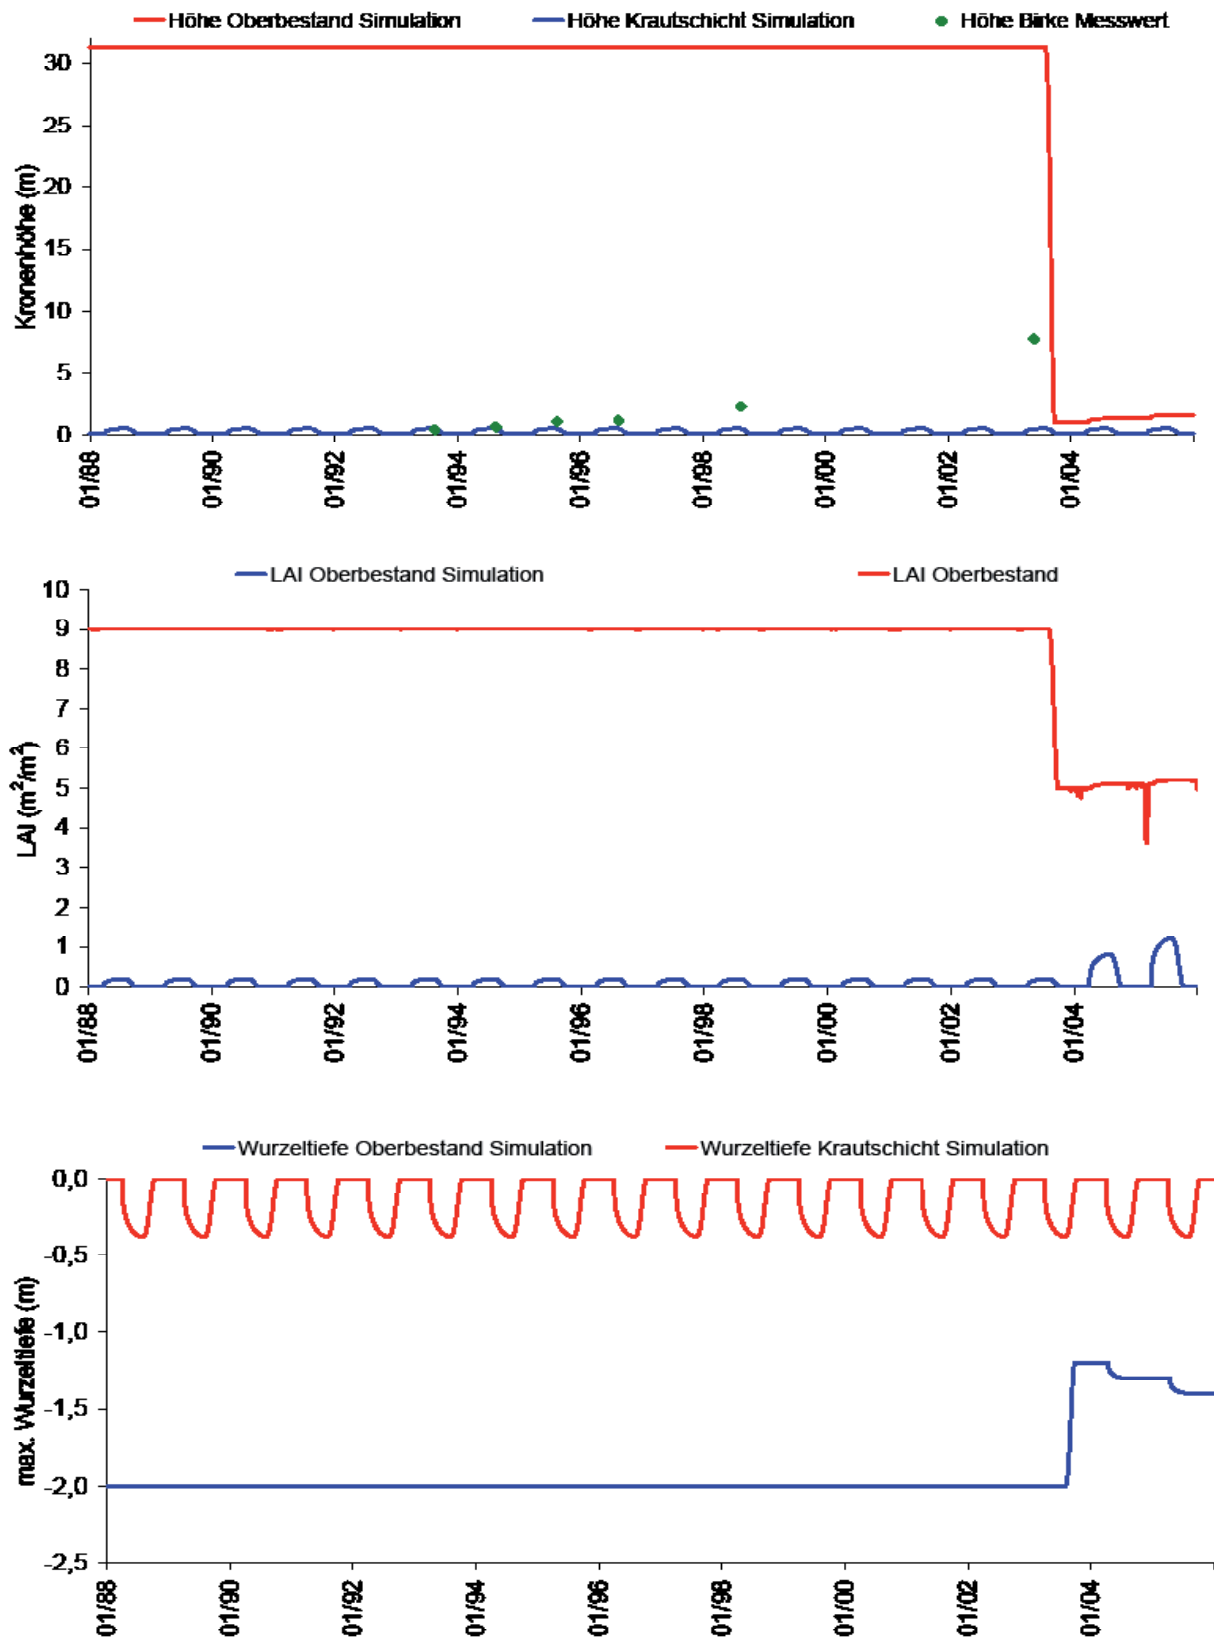 Höhe Oberbestand Simulation Höhe Krautschicht Simulation Höhe Birke Messwert
Kronenhöhe (m)
30
25
20
15
10
5
0
01/88 01/90 01/92 01/94 01/96 01/98 01/00 01/02 01/04
LAI Oberbestand Simulation LAI Oberbestand
LAI (m²/m²)
10
9
8
7
6
5
4
3
2
1
0
01/88 01/90 01/92 01/94 01/96 01/98 01/00 01/02 01/04
Wurzeltiefe Oberbestand Simulation Wurzeltiefe Krautschicht Simulation
max. Wurzeltiefe (m)
0,0
-0,5
-1,0
-1,5
-2,0
-2,5
01/88 01/90 01/92 01/94 01/96 01/98 01/00 01/02 01/04